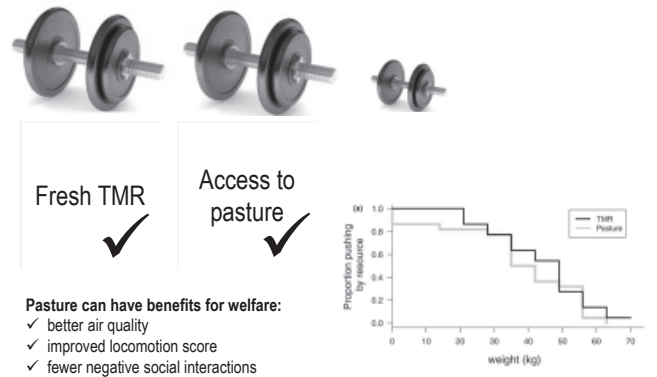 Fresh TMR
✓
Access to
pasture
✓
Pasture can have benefits for welfare:
✓ better air quality
✓ improved locomotion score
✓ fewer negative social interactions
(a)
Proportion pushing
by resource
1.0
0.8
0.6
0.4
0.2
0.0
TMR
Pasture
0 10 20 30 40 50 60 70
weight (kg)